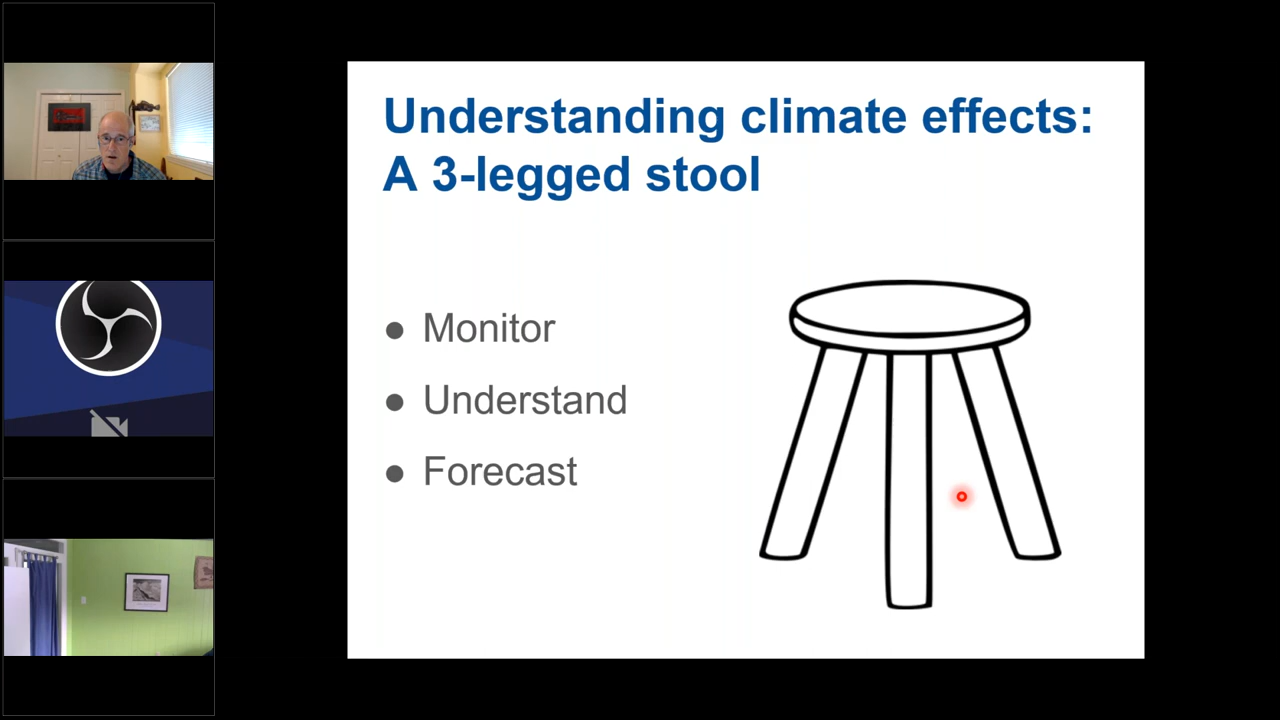 Understanding climate effects:
A 3-legged stool
● Monitor
● Understand
● Forecast